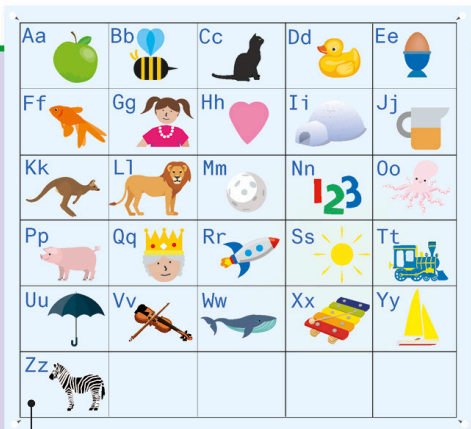 Aa Bb Cc Dd Ee
Ff Gg Hh Ii Jj
Kk Ll Mm Nn 123 Oo
Pp Qq Rr Ss Tt
Uu Vv Ww Xx Yy
Zz